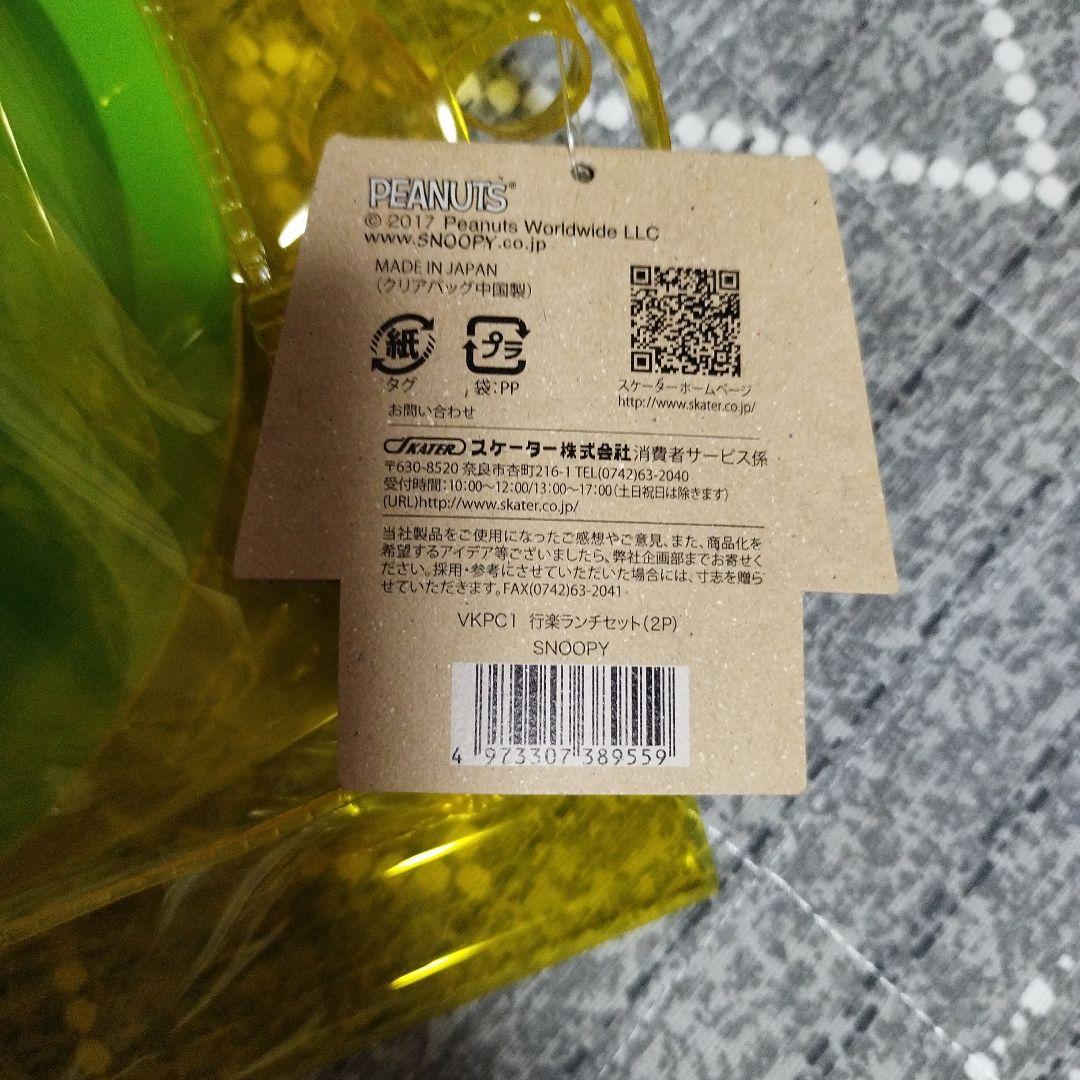 PEANUTS®
© 2017 Peanuts Worldwide LLC
www.SNOOPY.co.jp
MADE IN JAPAN
(クリアバッグ中国製)
紙 プラ
タグ 袋:PP
スケーターホームページ
http://www.skater.co.jp/
お問い合わせ
SKATER スケーター株式会社 消費者サービス係
〒630-8520 奈良市杏町216-1 TEL(0742)63-2040
受付時間:10:00〜12:00/13:00〜17:00(土日祝日は除きます)
(URL)http://www.skater.co.jp/
当社製品をご使用になったご感想やご意見、また、商品化を
希望するアイデア等ございましたら、弊社企画部までお寄せく
ださい。採用・参考にさせていただいた場合には、寸志を贈ら
せていただきます。FAX(0742)63-2041
VKPC1 行楽ランチセット(2P)
SNOOPY
4 973307 389559